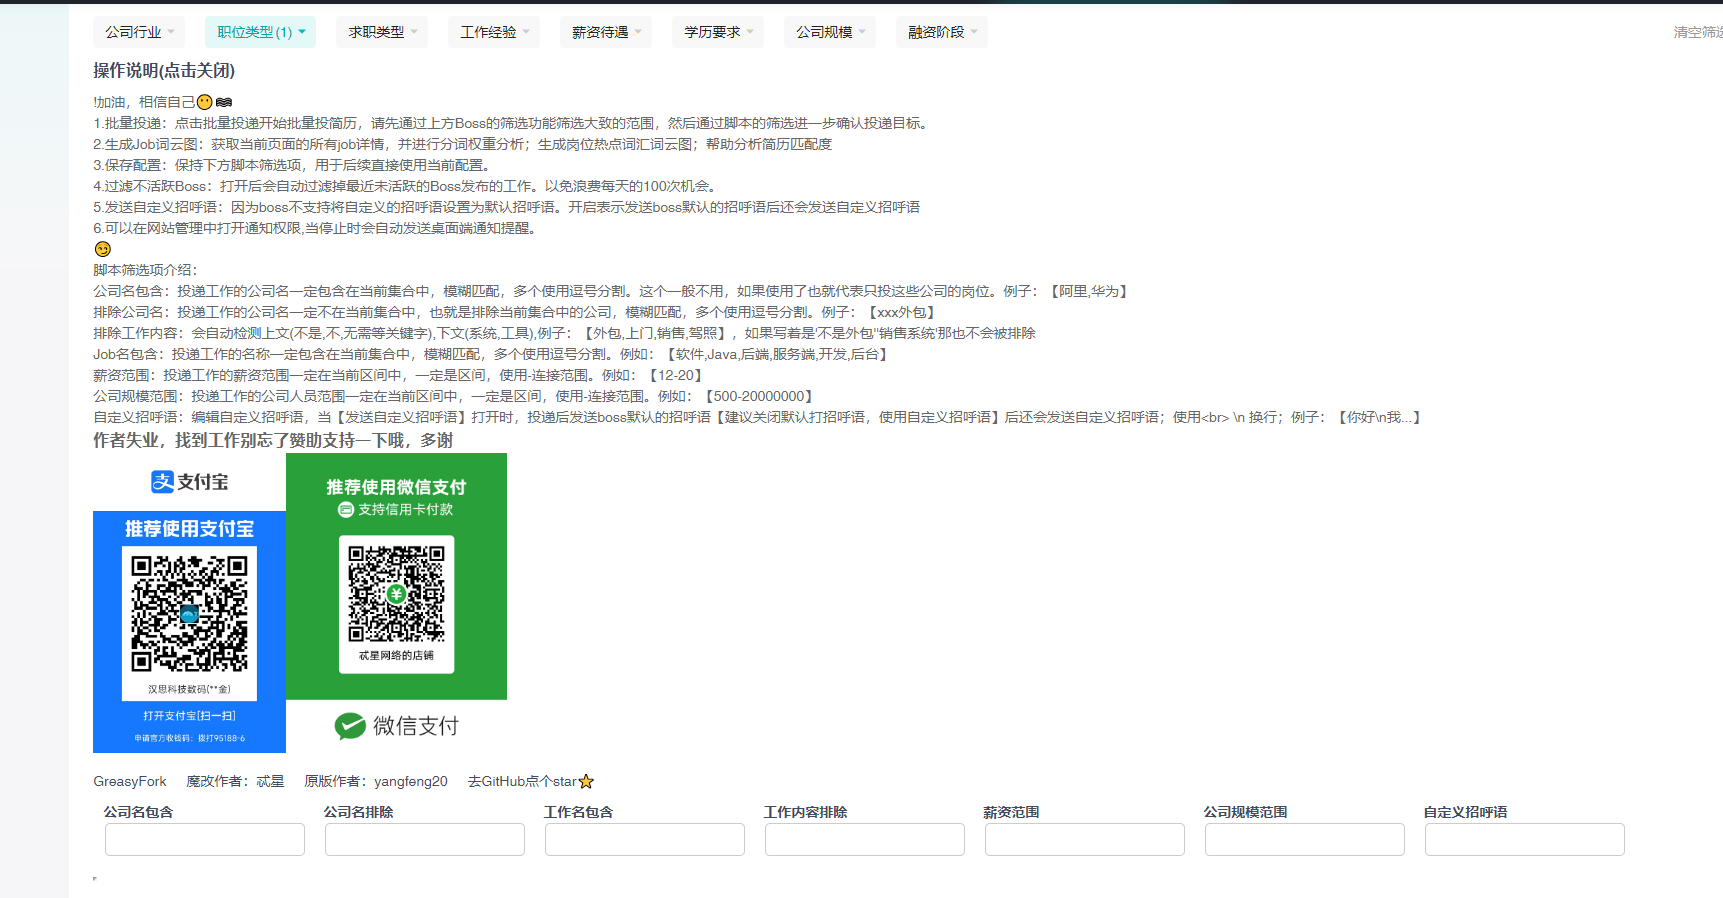 公司行业 职位类型(1) 求职类型 工作经验 薪资待遇 学历要求 公司规模 融资阶段 清空筛选
操作说明(点击关闭)
!加油，相信自己😶〰️
1.批量投递：点击批量投递开始批量投简历，请先通过上方Boss的筛选功能筛选大致的范围，然后通过脚本的筛选进一步确认投递目标。
2.生成Job词云图：获取当前页面的所有job详情，并进行分词权重分析；生成岗位热点词汇词云图；帮助分析简历匹配度
3.保存配置：保持下方脚本筛选项，用于后续直接使用当前配置。
4.过滤不活跃Boss：打开后会自动过滤掉最近未活跃的Boss发布的工作。以免浪费每天的100次机会。
5.发送自定义招呼语：因为boss不支持将自定义的招呼语设置为默认招呼语。开启表示发送boss默认的招呼语后还会发送自定义招呼语
6.可以在网站管理中打开通知权限,当停止时会自动发送桌面端通知提醒。
😏
脚本筛选项介绍：
公司名包含：投递工作的公司名一定包含在当前集合中，模糊匹配，多个使用逗号分割。这个一般不用，如果使用了也就代表只投这些公司的岗位。例子：【阿里,华为】
排除公司名：投递工作的公司名一定不在当前集合中，也就是排除当前集合中的公司，模糊匹配，多个使用逗号分割。例子：【xxx外包】
排除工作内容：会自动检测上文(不是,不,无需等关键字),下文(系统,工具),例子：【外包,上门,销售,驾照】，如果写着是'不是外包''销售系统'那也不会被排除
Job名包含：投递工作的名称一定包含在当前集合中，模糊匹配，多个使用逗号分割。例如：【软件,Java,后端,服务端,开发,后台】
薪资范围：投递工作的薪资范围一定在当前区间中，一定是区间，使用-连接范围。例如：【12-20】
公司规模范围：投递工作的公司人员范围一定在当前区间中，一定是区间，使用-连接范围。例如：【500-20000000】
自定义招呼语：编辑自定义招呼语，当【发送自定义招呼语】打开时，投递后发送boss默认的招呼语【建议关闭默认打招呼语，使用自定义招呼语】后还会发送自定义招呼语；使用<br> \n 换行；例子：【你好\n我...】
作者失业，找到工作别忘了赞助支持一下哦，多谢
支付宝
推荐使用支付宝
汉思科技数码(**金)
打开支付宝[扫一扫]
申请官方收钱码：拨打95188-6
推荐使用微信支付
支持信用卡付款
忒星网络的店铺
微信支付
GreasyFork 魔改作者：忒星 原版作者：yangfeng20 去GitHub点个star⭐
公司名包含 公司名排除 工作名包含 工作内容排除 薪资范围 公司规模范围 自定义招呼语